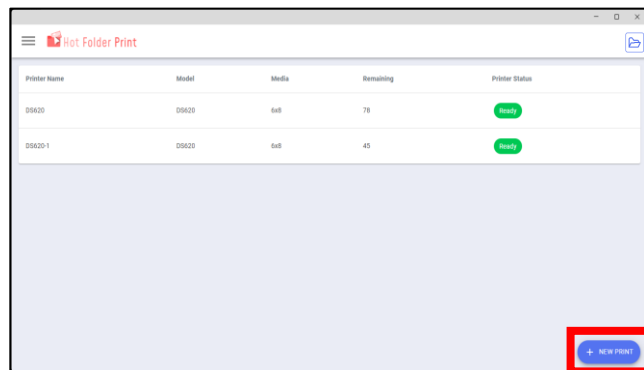 Hot Folder Print
Printer Name Model Media Remaining Printer Status
DS620 DS620 6x8 78 Ready
DS620-1 DS620 6x8 45 Ready
+ NEW PRINT